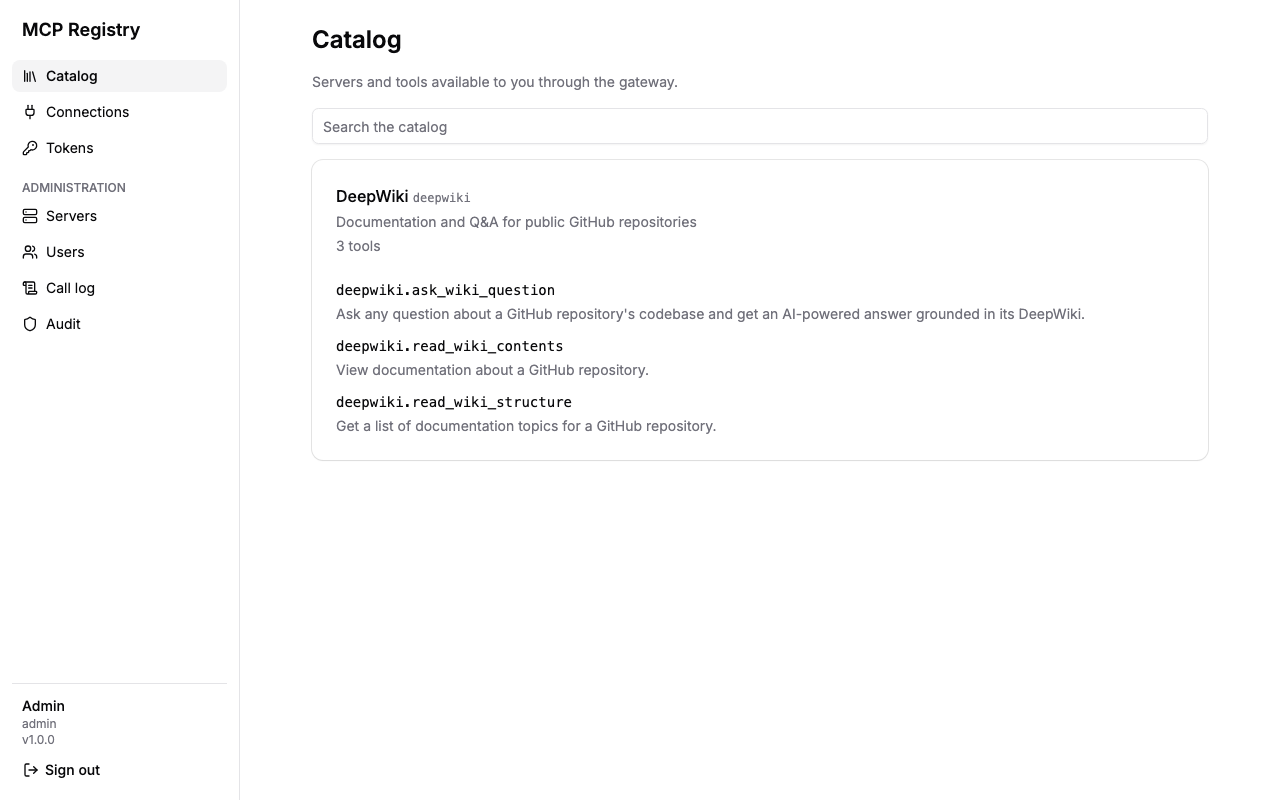 MCP Registry
Catalog
Connections
Tokens
ADMINISTRATION
Servers
Users
Call log
Audit
Admin
admin
v1.0.0
Sign out
Catalog
Servers and tools available to you through the gateway.
Search the catalog
DeepWiki deepwiki
Documentation and Q&A for public GitHub repositories
3 tools
deepwiki.ask_wiki_question
Ask any question about a GitHub repository's codebase and get an AI-powered answer grounded in its DeepWiki.
deepwiki.read_wiki_contents
View documentation about a GitHub repository.
deepwiki.read_wiki_structure
Get a list of documentation topics for a GitHub repository.